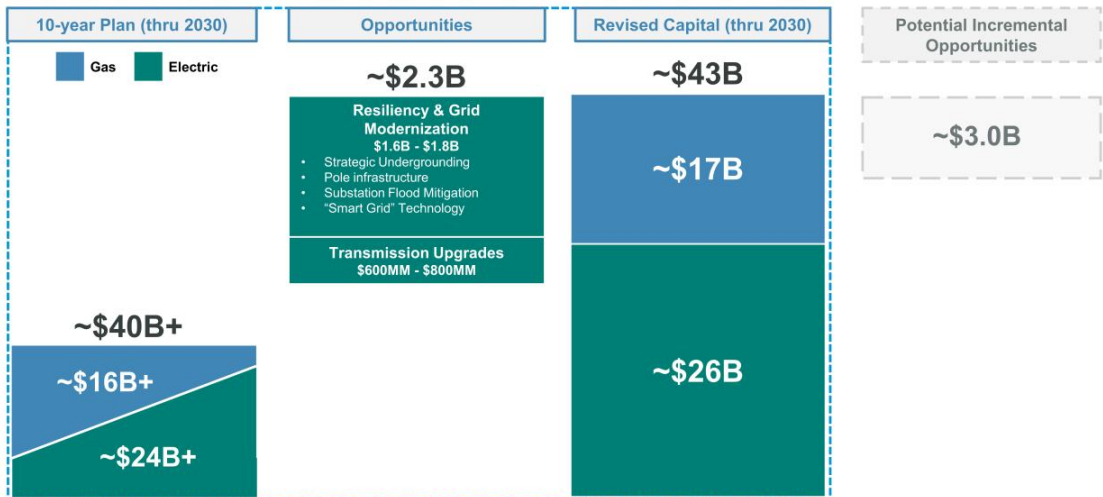 10-year Plan (thru 2030)
Gas
Electric
~$40B+
~$16B+
~$24B+
Opportunities
~$2.3B
Resiliency & Grid
Modernization
$1.6B - $1.8B
• Strategic Undergrounding
• Pole infrastructure
• Substation Flood Mitigation
• “Smart Grid” Technology
Transmission Upgrades
$600MM - $800MM
Revised Capital (thru 2030)
~$43B
~$17B
~$26B
Potential Incremental
Opportunities
~$3.0B